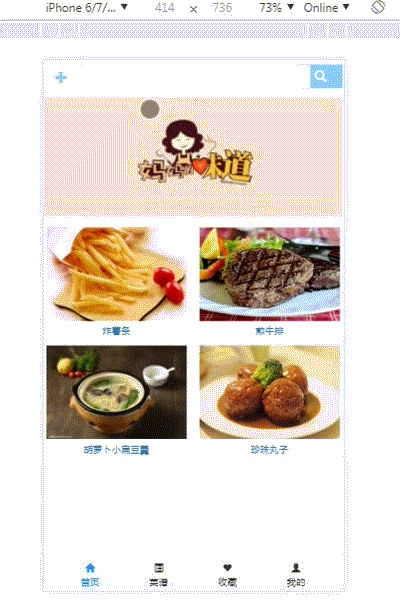 iPhone 6/7/... ▼ 414 × 736 73% ▼ Online ▼
妈妈的味道
炸薯条
煎牛排
胡萝卜小扁豆羹
珍珠丸子
首页
菜谱
收藏
我的